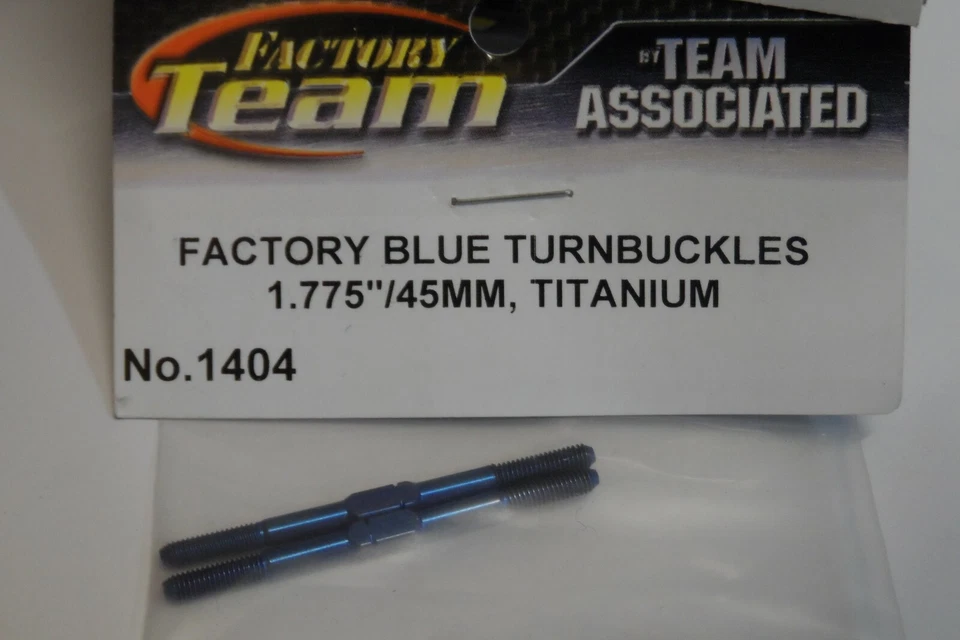 FACTORY
Team
BY TEAM
ASSOCIATED
FACTORY BLUE TURNBUCKLES
1.775"/45MM, TITANIUM
No.1404